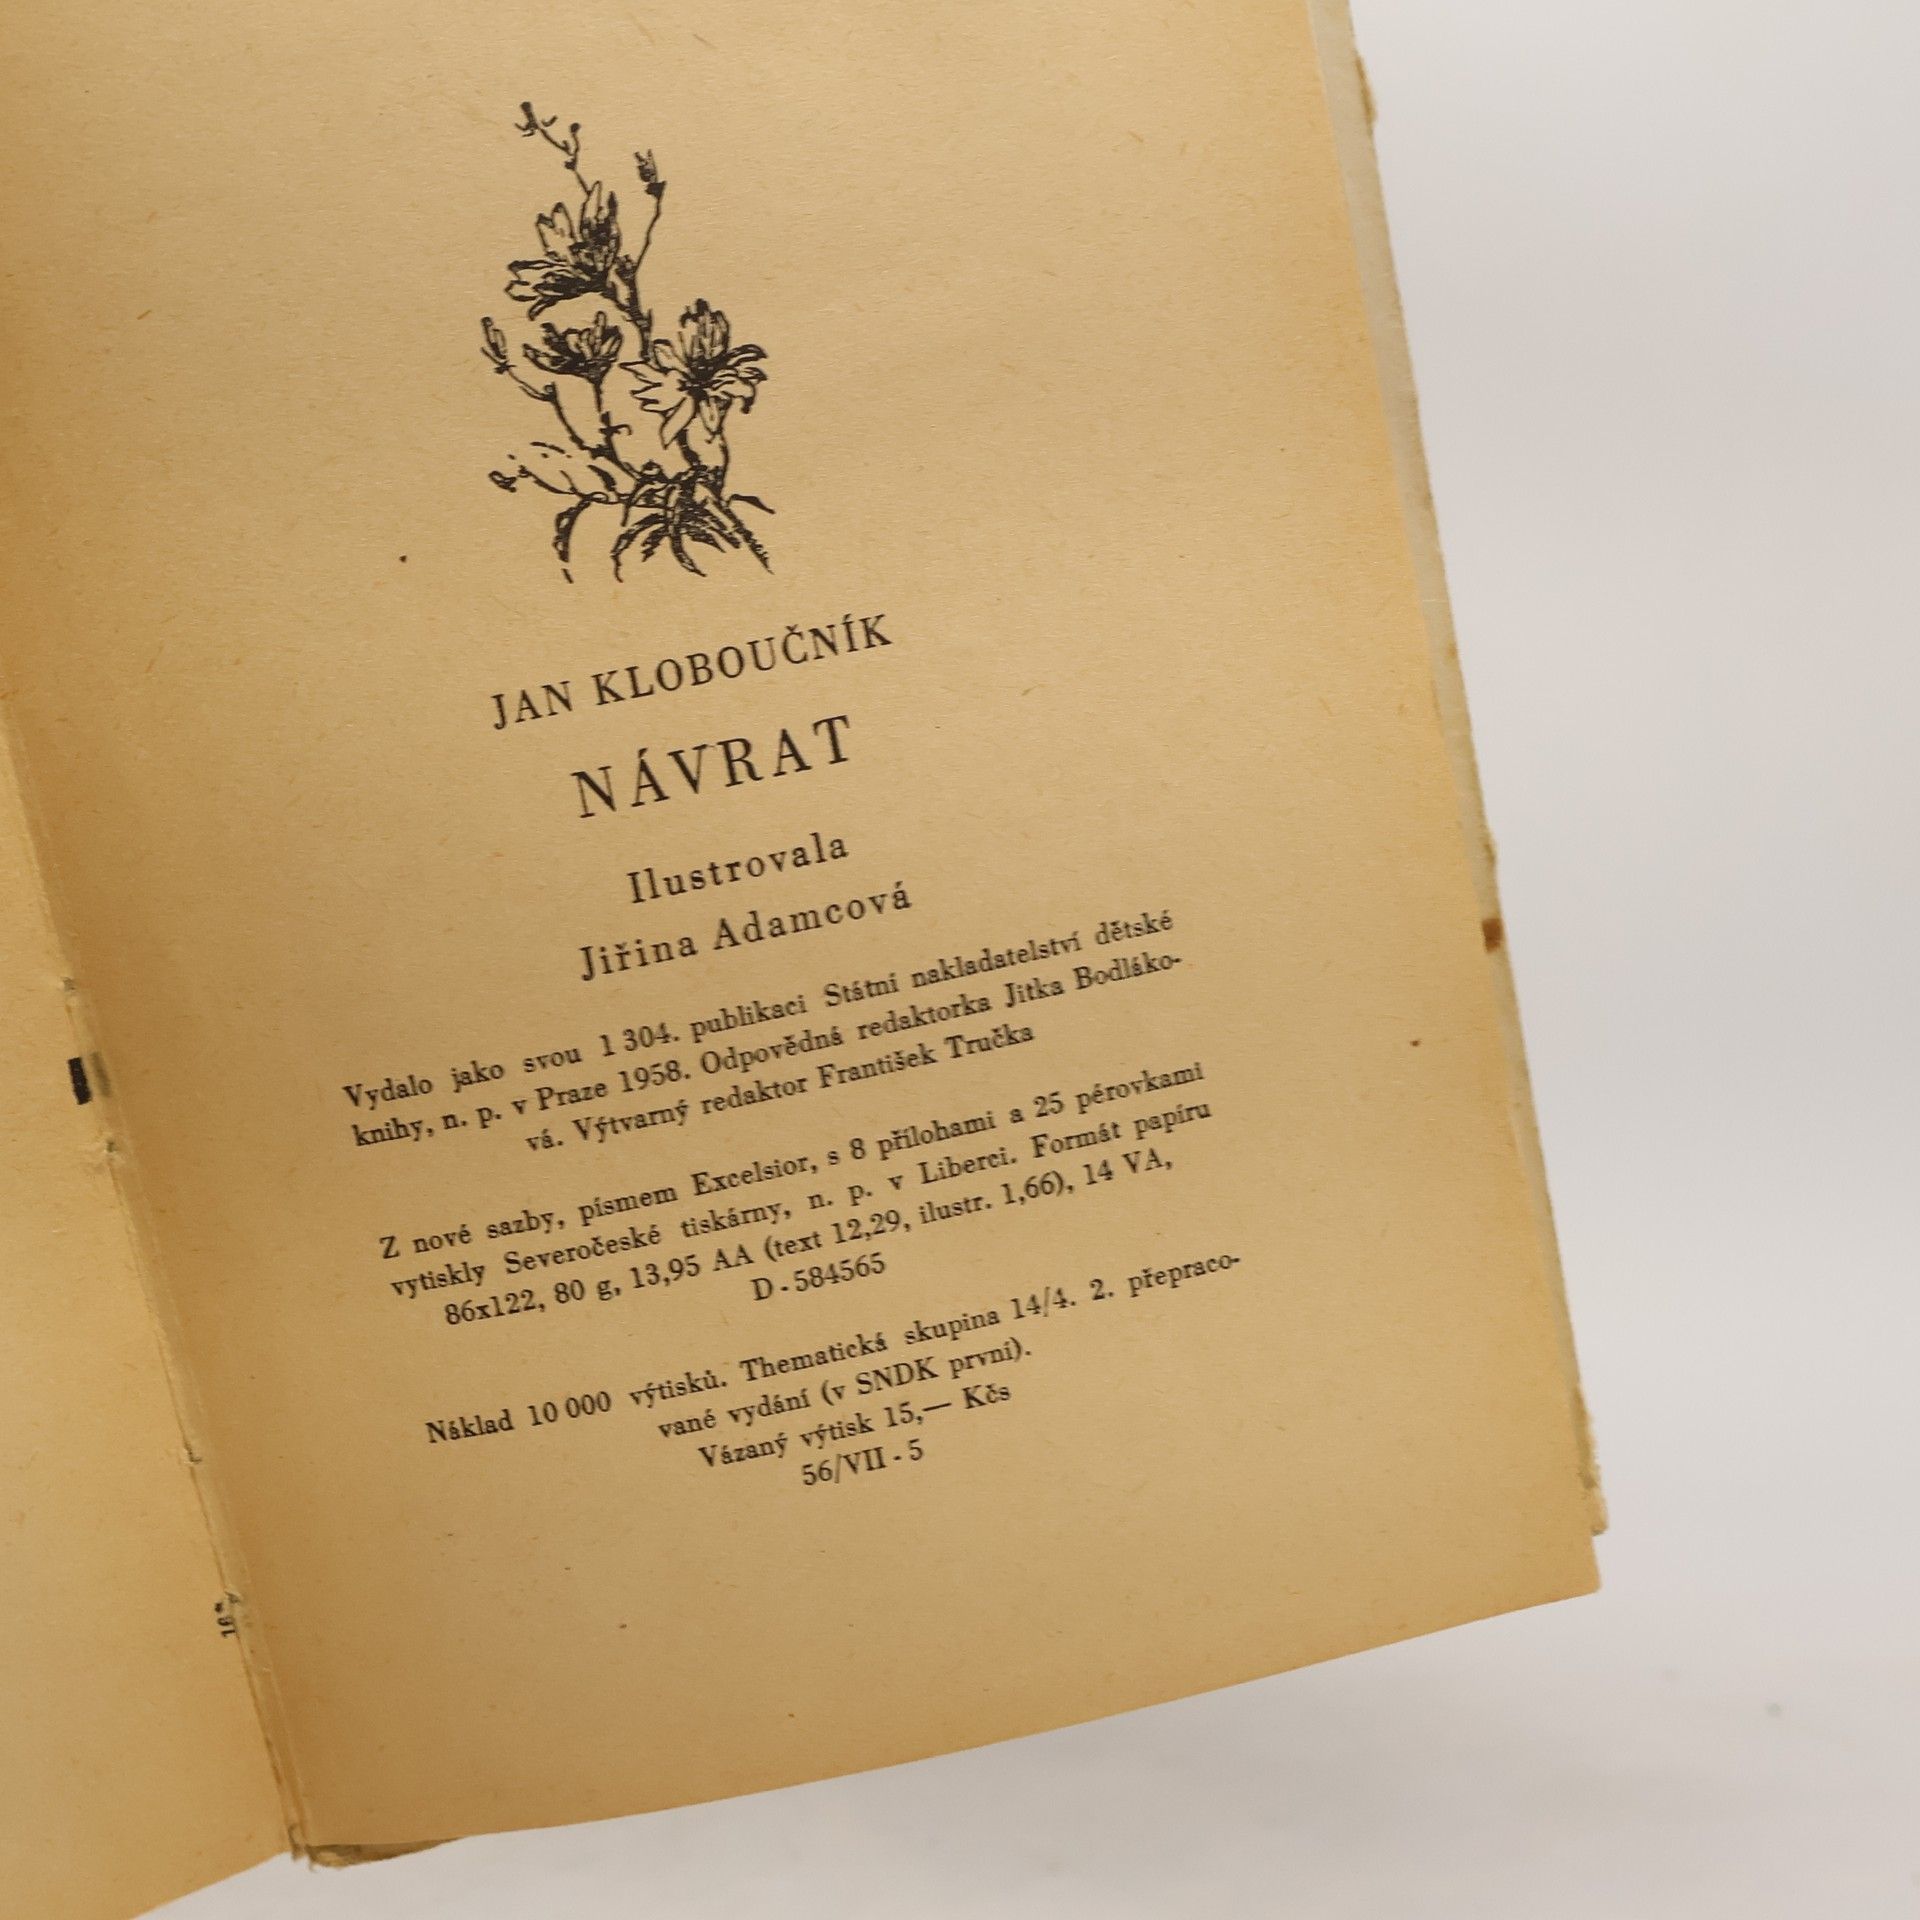 JAN KLOBOUČNÍK
NÁVRAT
Ilustrovala
Jiřina Adamcová
Vydalo jako svou 1 304. publikaci Státní nakladatelství dětské
knihy, n. p. v Praze 1958. Odpovědná redaktorka Jitka Bodláko-
vá. Výtvarný redaktor František Tručka
Z nové sazby, písmem Excelsior, s 8 přílohami a 25 pérovkami
vytiskly Severočeské tiskárny, n. p. v Liberci. Formát papíru
86x122, 80 g, 13,95 AA (text 12,29, ilustr. 1,66), 14 VA,
D - 584565
Náklad 10 000 výtisků. Thematická skupina 14/4. 2. přepraco-
vané vydání (v SNDK první).
Vázaný výtisk 15,— Kčs
56/VII - 5
16*